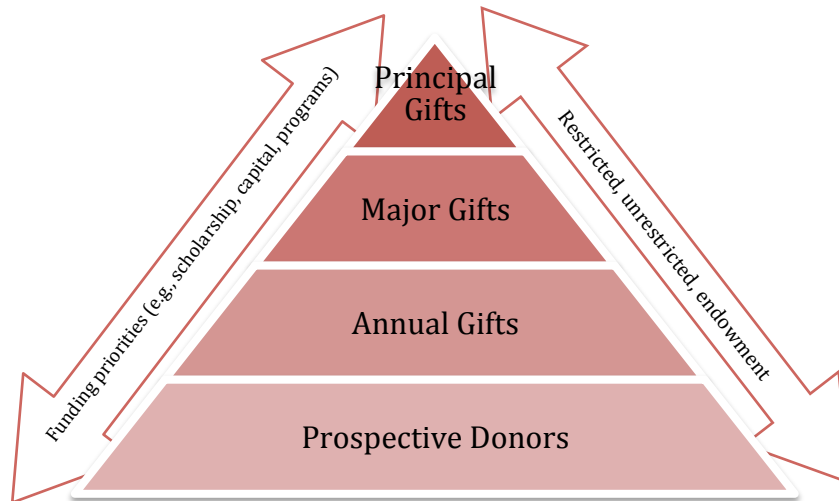 Principal
Gifts
Major Gifts
Annual Gifts
Prospective Donors
Funding priorities (e.g., scholarship, capital, programs)
Restricted, unrestricted, endowment